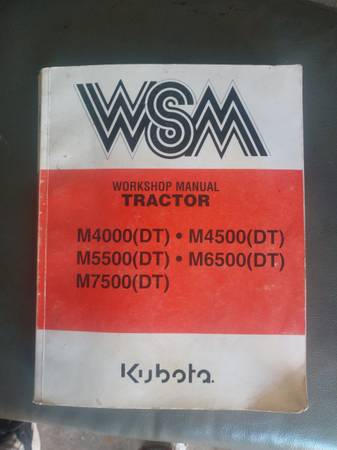 WSM
WORKSHOP MANUAL
TRACTOR
M4000(DT) • M4500(DT)
M5500(DT) • M6500(DT)
M7500(DT)
Kubota